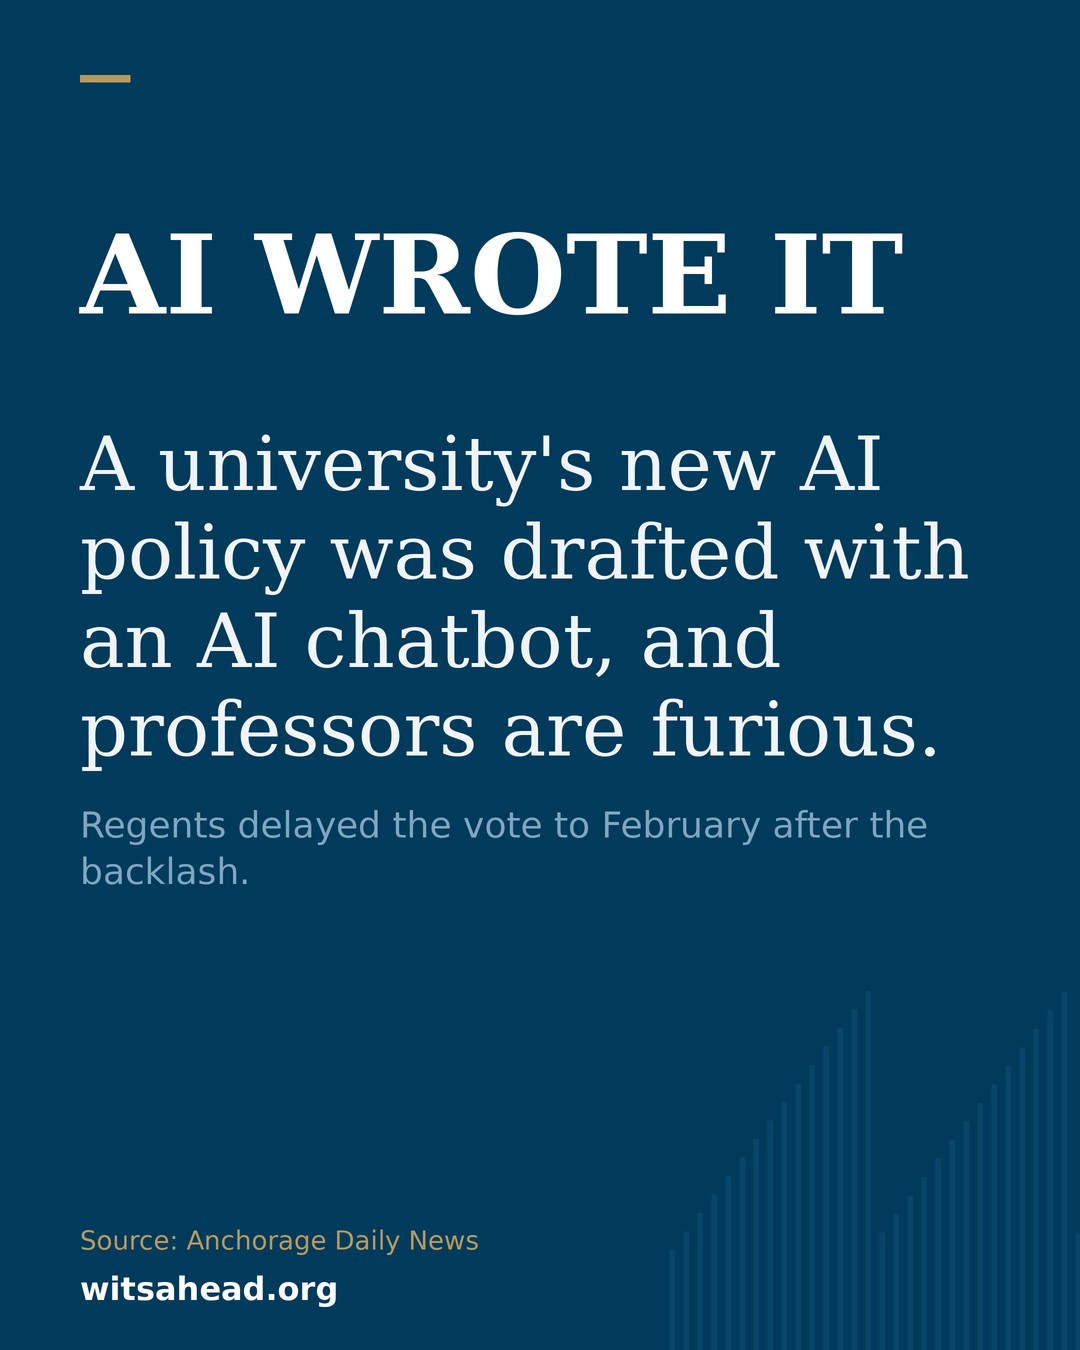 AI WROTE IT
A university's new AI
policy was drafted with
an AI chatbot, and
professors are furious.
Regents delayed the vote to February after the
backlash.
Source: Anchorage Daily News
witsahead.org